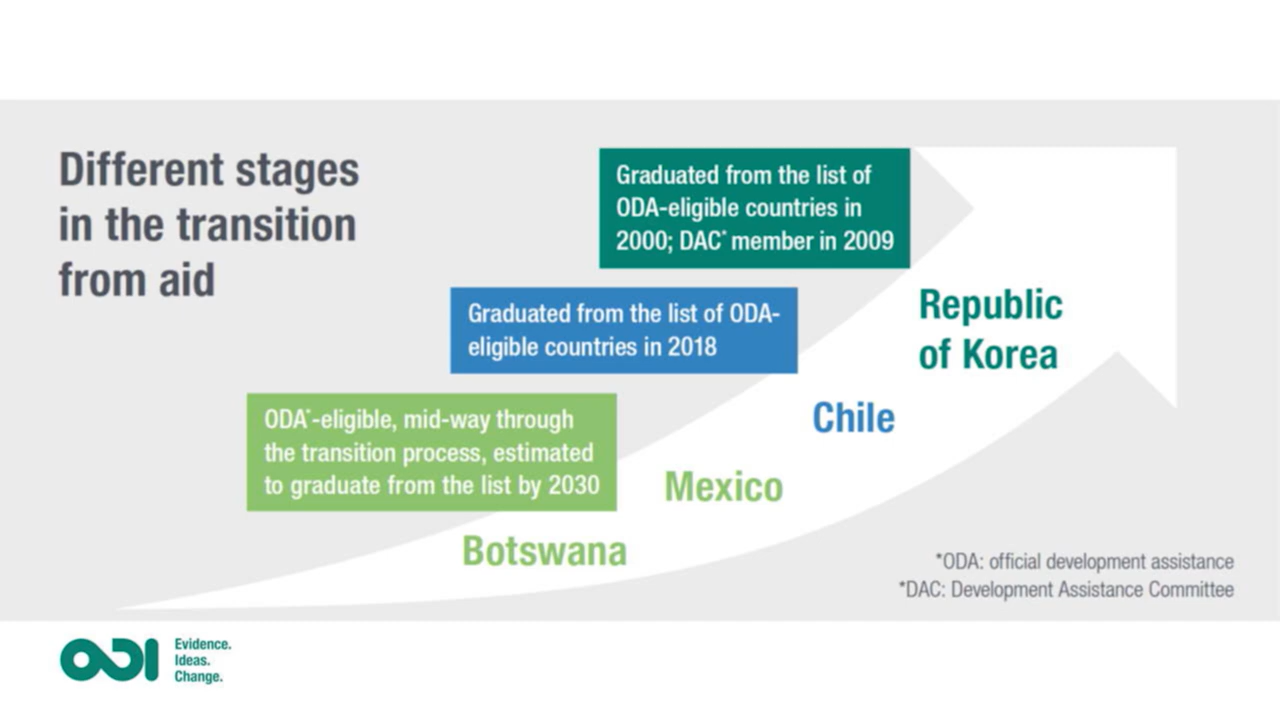 Different stages
in the transition
from aid
Graduated from the list of
ODA-eligible countries in
2000; DAC* member in 2009
Republic
of Korea
Graduated from the list of ODA-
eligible countries in 2018
Chile
ODA*-eligible, mid-way through
the transition process, estimated
to graduate from the list by 2030
Mexico
Botswana
*ODA: official development assistance
*DAC: Development Assistance Committee
ODI
Evidence.
Ideas.
Change.